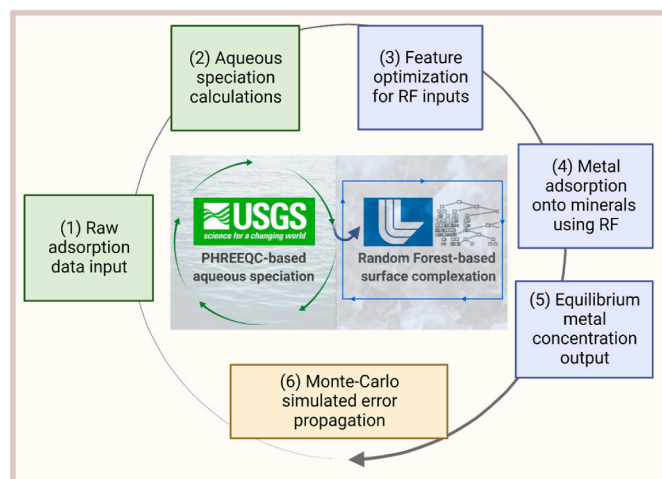 (2) Aqueous
speciation
calculations
(3) Feature
optimization
for RF inputs
(1) Raw
adsorption
data input
(4) Metal
adsorption
onto minerals
using RF
USGS
science for a changing world
PHREEQC-based
aqueous speciation
Random Forest-based
surface complexation
(5) Equilibrium
metal
concentration
output
(6) Monte-Carlo
simulated error
propagation